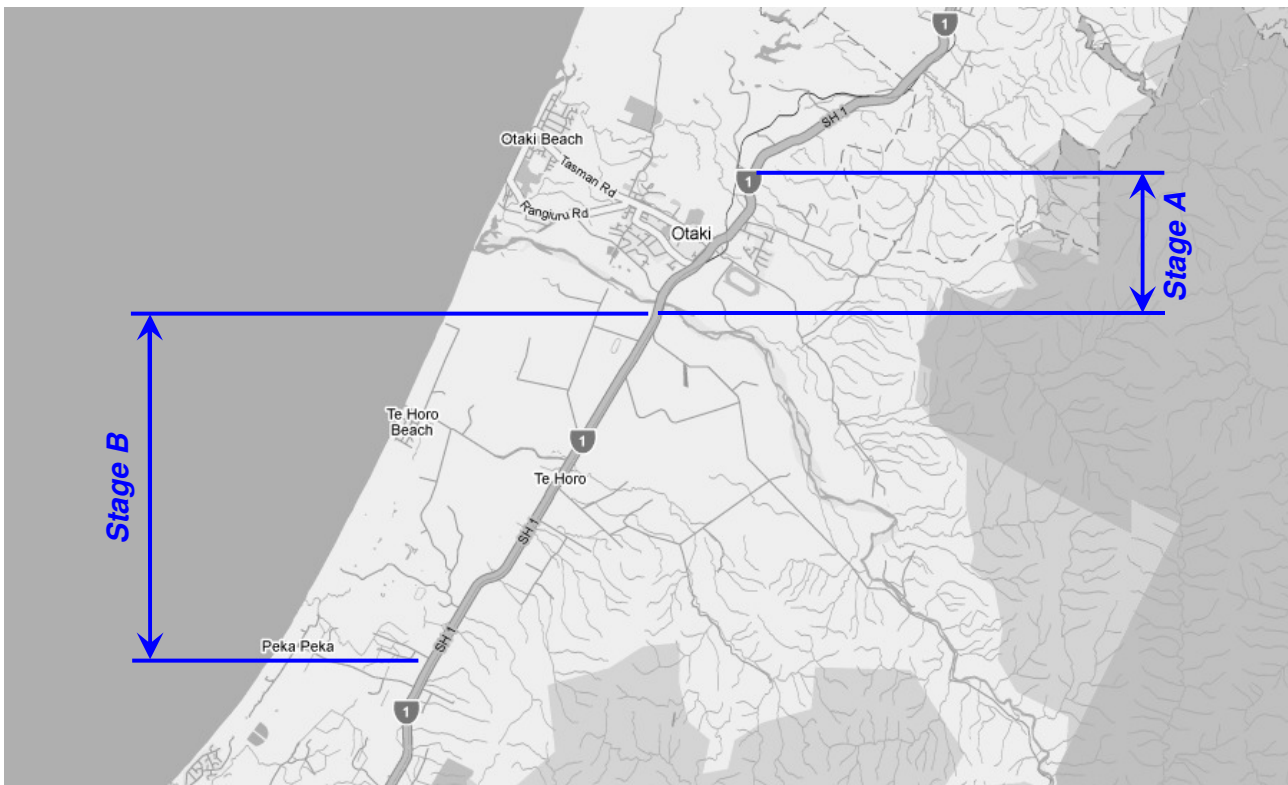 1
SH 1
Otaki Beach
Tasman Rd
1
Rangiuru Rd
Otaki
Stage A
Te Horo
Beach
1
Stage B
Te Horo
SH 1
SH 1
Peka Peka
1